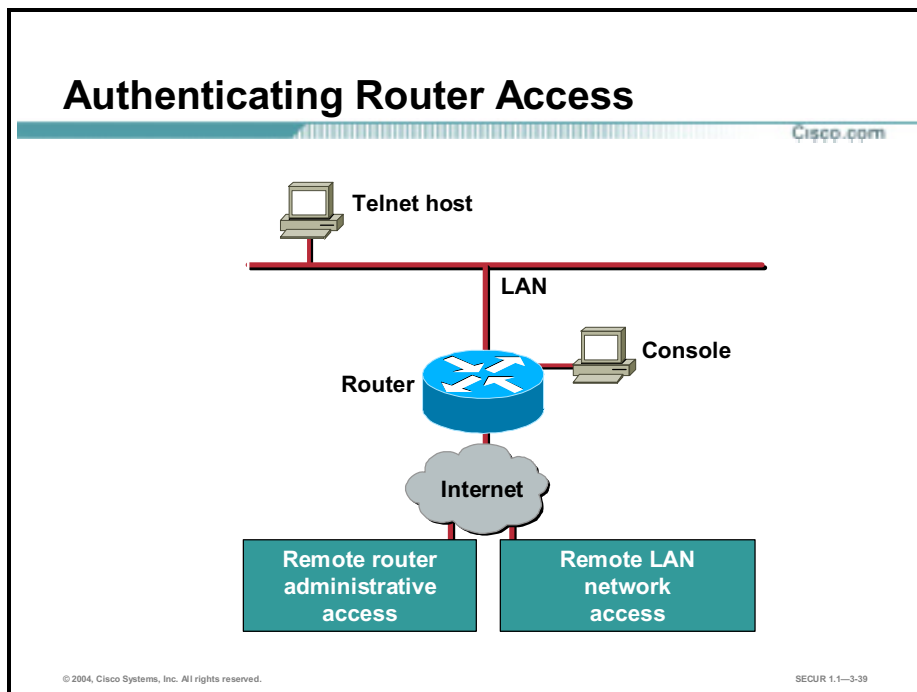 Authenticating Router Access
Cisco.com
Telnet host
LAN
Console
Router
Internet
Remote router
administrative
access
Remote LAN
network
access
© 2004, Cisco Systems, Inc. All rights reserved.
SECUR 1.1—3-39